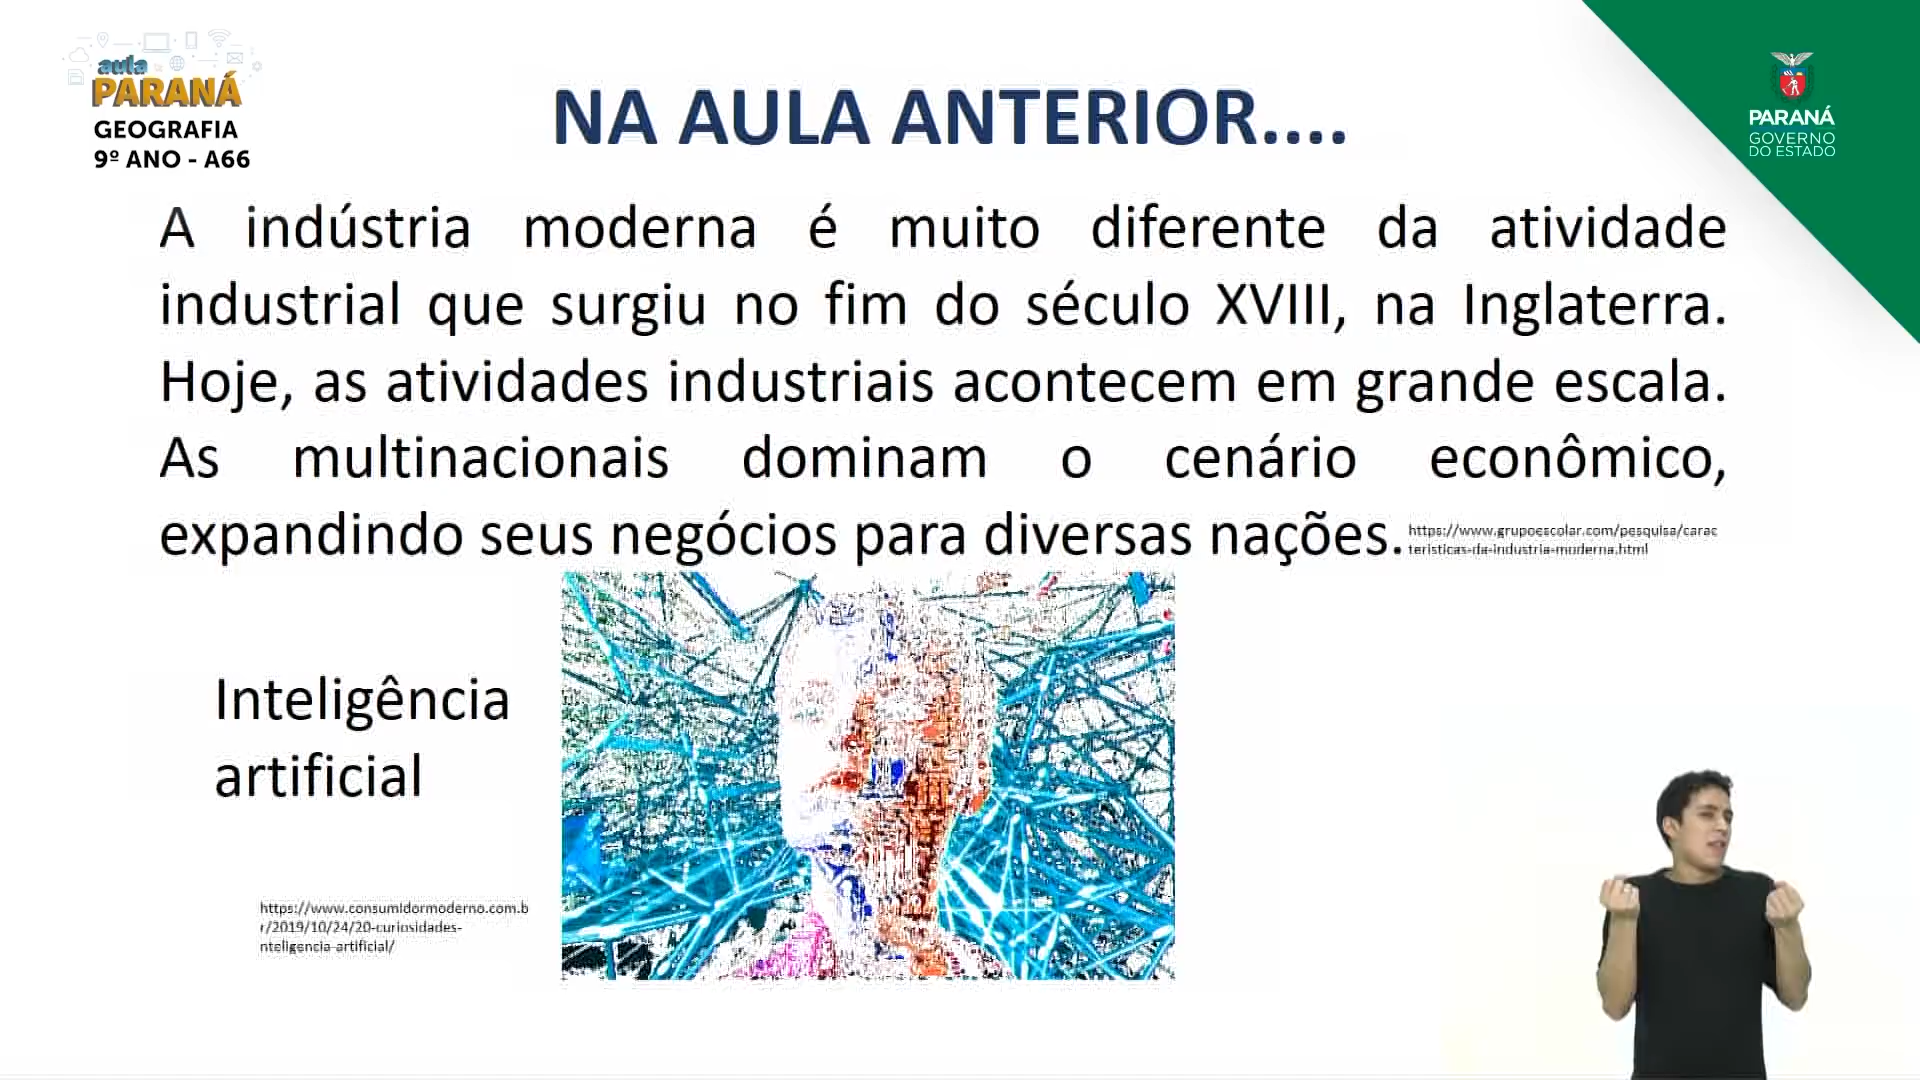 aula
PARANÁ
GEOGRAFIA
9º ANO - A66
NA AULA ANTERIOR....
PARANÁ
GOVERNO
DO ESTADO
A indústria moderna é muito diferente da atividade
industrial que surgiu no fim do século XVIII, na Inglaterra.
Hoje, as atividades industriais acontecem em grande escala.
As multinacionais dominam o cenário econômico,
expandindo seus negócios para diversas nações.
https://www.grupoescolar.com/pesquisa/carac
teristicas-da-industria-moderna.html
Inteligência
artificial
https://www.consumidormoderno.com.b
r/2019/10/24/20-curiosidades-
nteligencia-artificial/